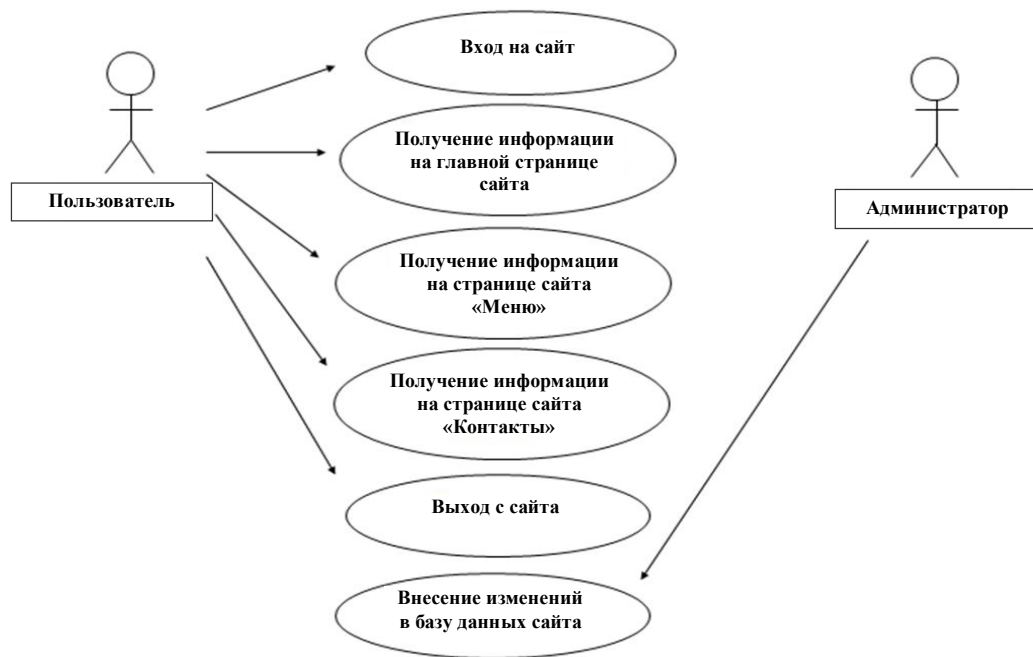 Вход на сайт
Получение информации
на главной странице
сайта
Пользователь
Администратор
Получение информации
на странице сайта
«Меню»
Получение информации
на странице сайта
«Контакты»
Выход с сайта
Внесение изменений
в базу данных сайта